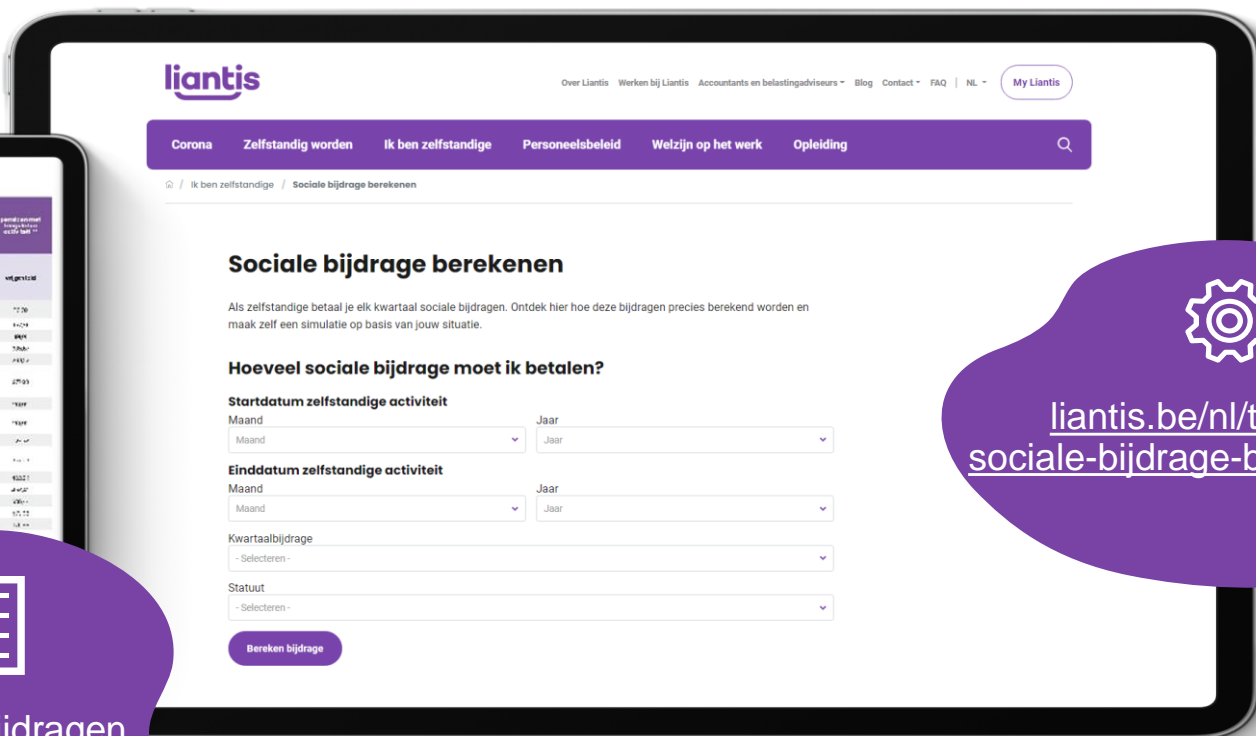 liantis
Over Liantis Werken bij Liantis Accountants en belastingadviseurs Blog Contact FAQ | NL My Liantis
Corona Zelfstandig worden Ik ben zelfstandige Personeelsbeleid Welzijn op het werk Opleiding
/ Ik ben zelfstandige / Sociale bijdrage berekenen
Sociale bijdrage berekenen
Als zelfstandige betaal je elk kwartaal sociale bijdragen. Ontdek hier hoe deze bijdragen precies berekend worden en
maak zelf een simulatie op basis van jouw situatie.
Hoeveel sociale bijdrage moet ik betalen?
Startdatum zelfstandige activiteit
Maand Jaar
Maand Jaar
Einddatum zelfstandige activiteit
Maand Jaar
Maand Jaar
Kwartaalbijdrage
- Selecteren -
Statuut
- Selecteren -
Bereken bijdrage
liantis.be/nl/t
sociale-bijdrage-b
ijdragen